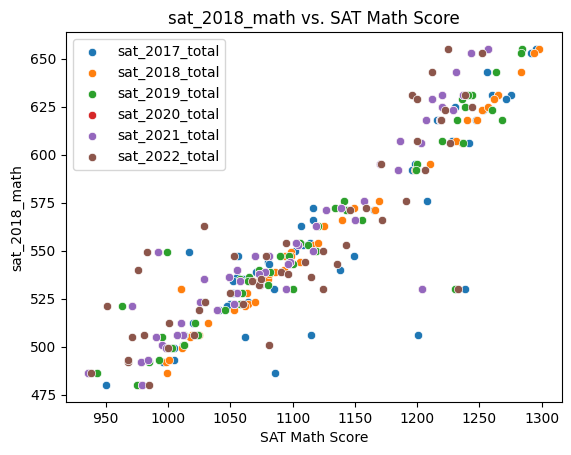 sat_2018_math vs. SAT Math Score
sat_2017_total
sat_2018_total
sat_2019_total
sat_2020_total
sat_2021_total
sat_2022_total
650
625
600
575
550
525
500
475
sat_2018_math
950
1000
1050
1100
1150
1200
1250
1300
SAT Math Score